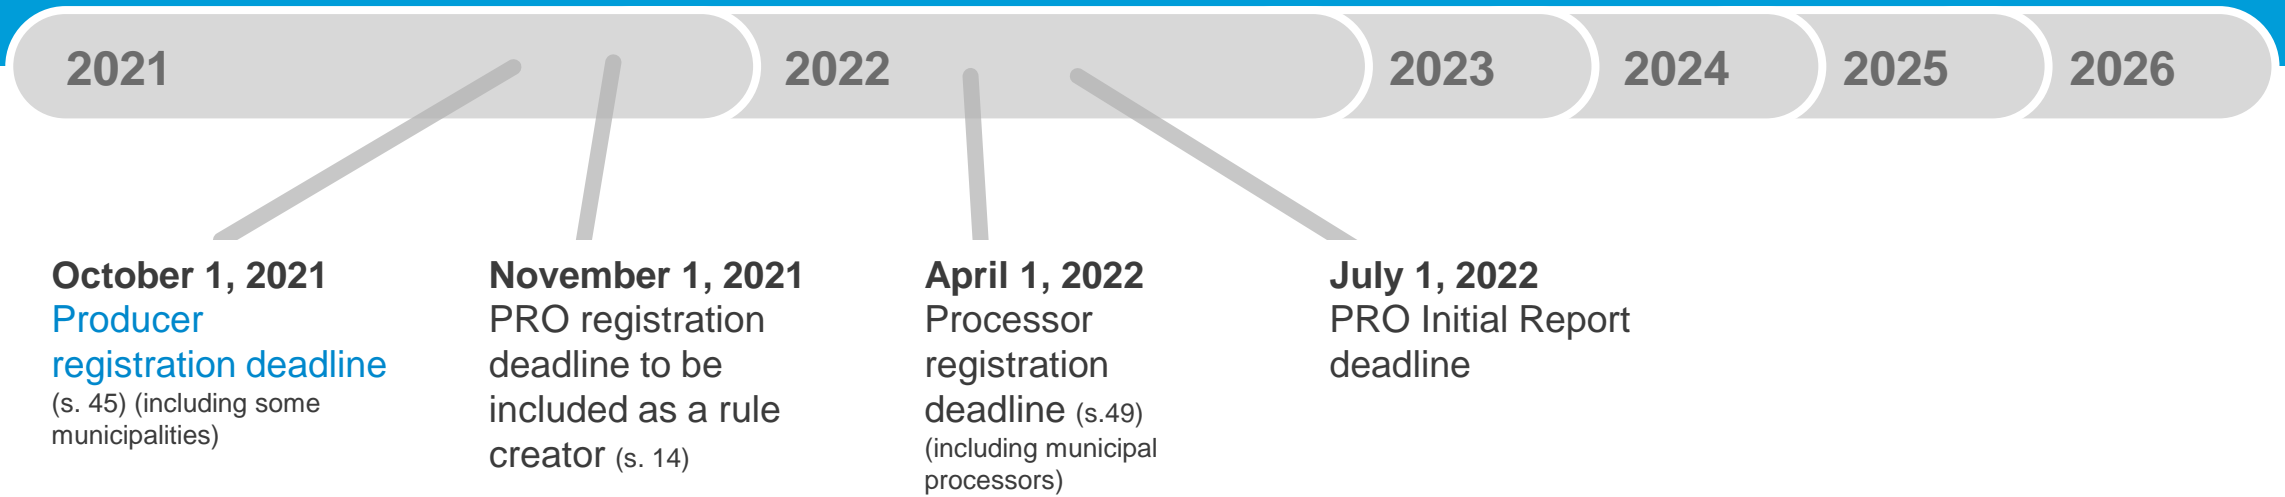 2021
2022
2023
2024
2025
2026
October 1, 2021
Producer
registration deadline
(s. 45) (including some
municipalities)
November 1, 2021
PRO registration
deadline to be
included as a rule
creator (s. 14)
April 1, 2022
Processor
registration
deadline (s.49)
(including municipal
processors)
July 1, 2022
PRO Initial Report
deadline